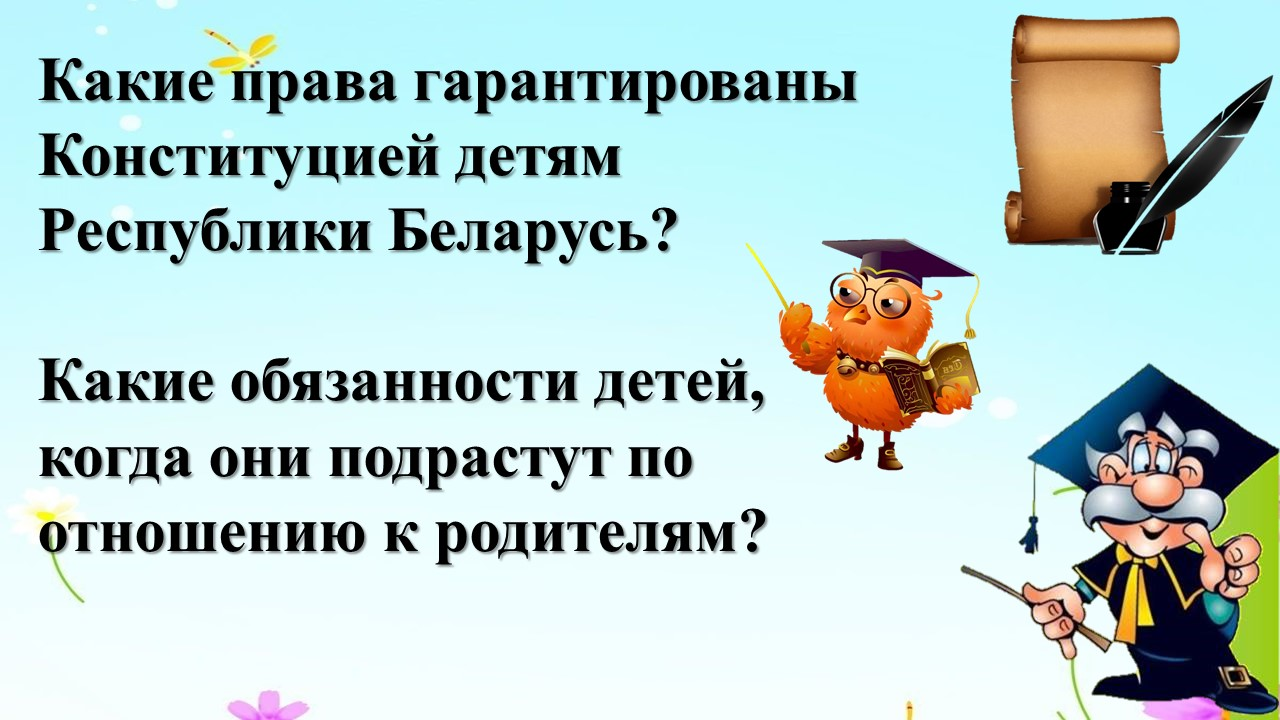 Какие права гарантированы
Конституцией детям
Республики Беларусь?
Какие обязанности детей,
когда они подрастут по
отношению к родителям?